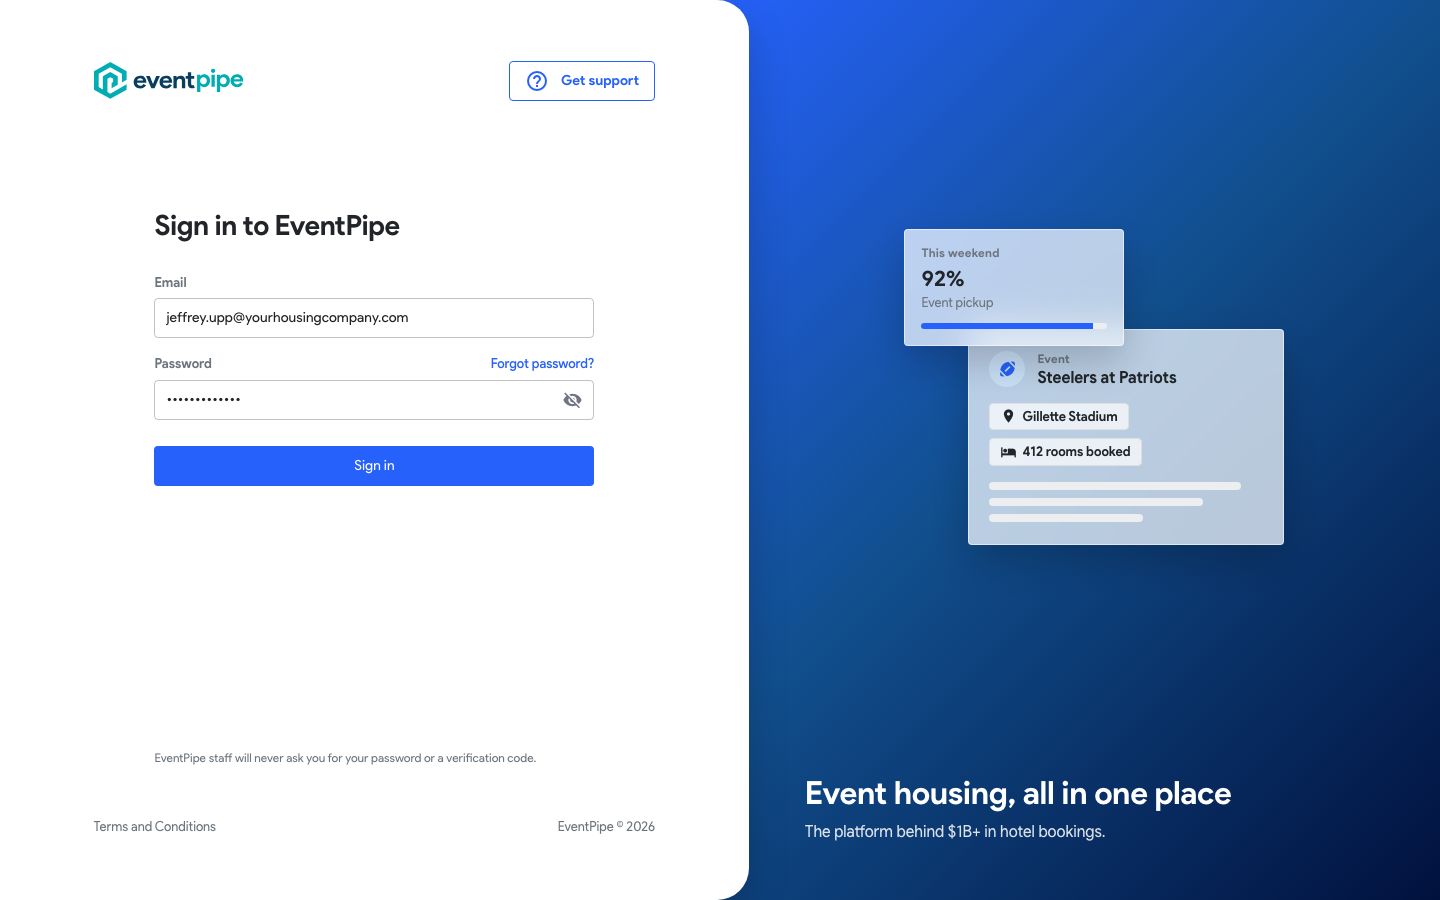 eventpipe
Get support
Sign in to EventPipe
Email
jeffrey.upp@yourhousingcompany.com
Password
Forgot password?
•••••••••••••
Sign in
EventPipe staff will never ask you for your password or a verification code.
Terms and Conditions
EventPipe © 2026
This weekend
92%
Event pickup
Event
Steelers at Patriots
Gillette Stadium
412 rooms booked
Event housing, all in one place
The platform behind $1B+ in hotel bookings.